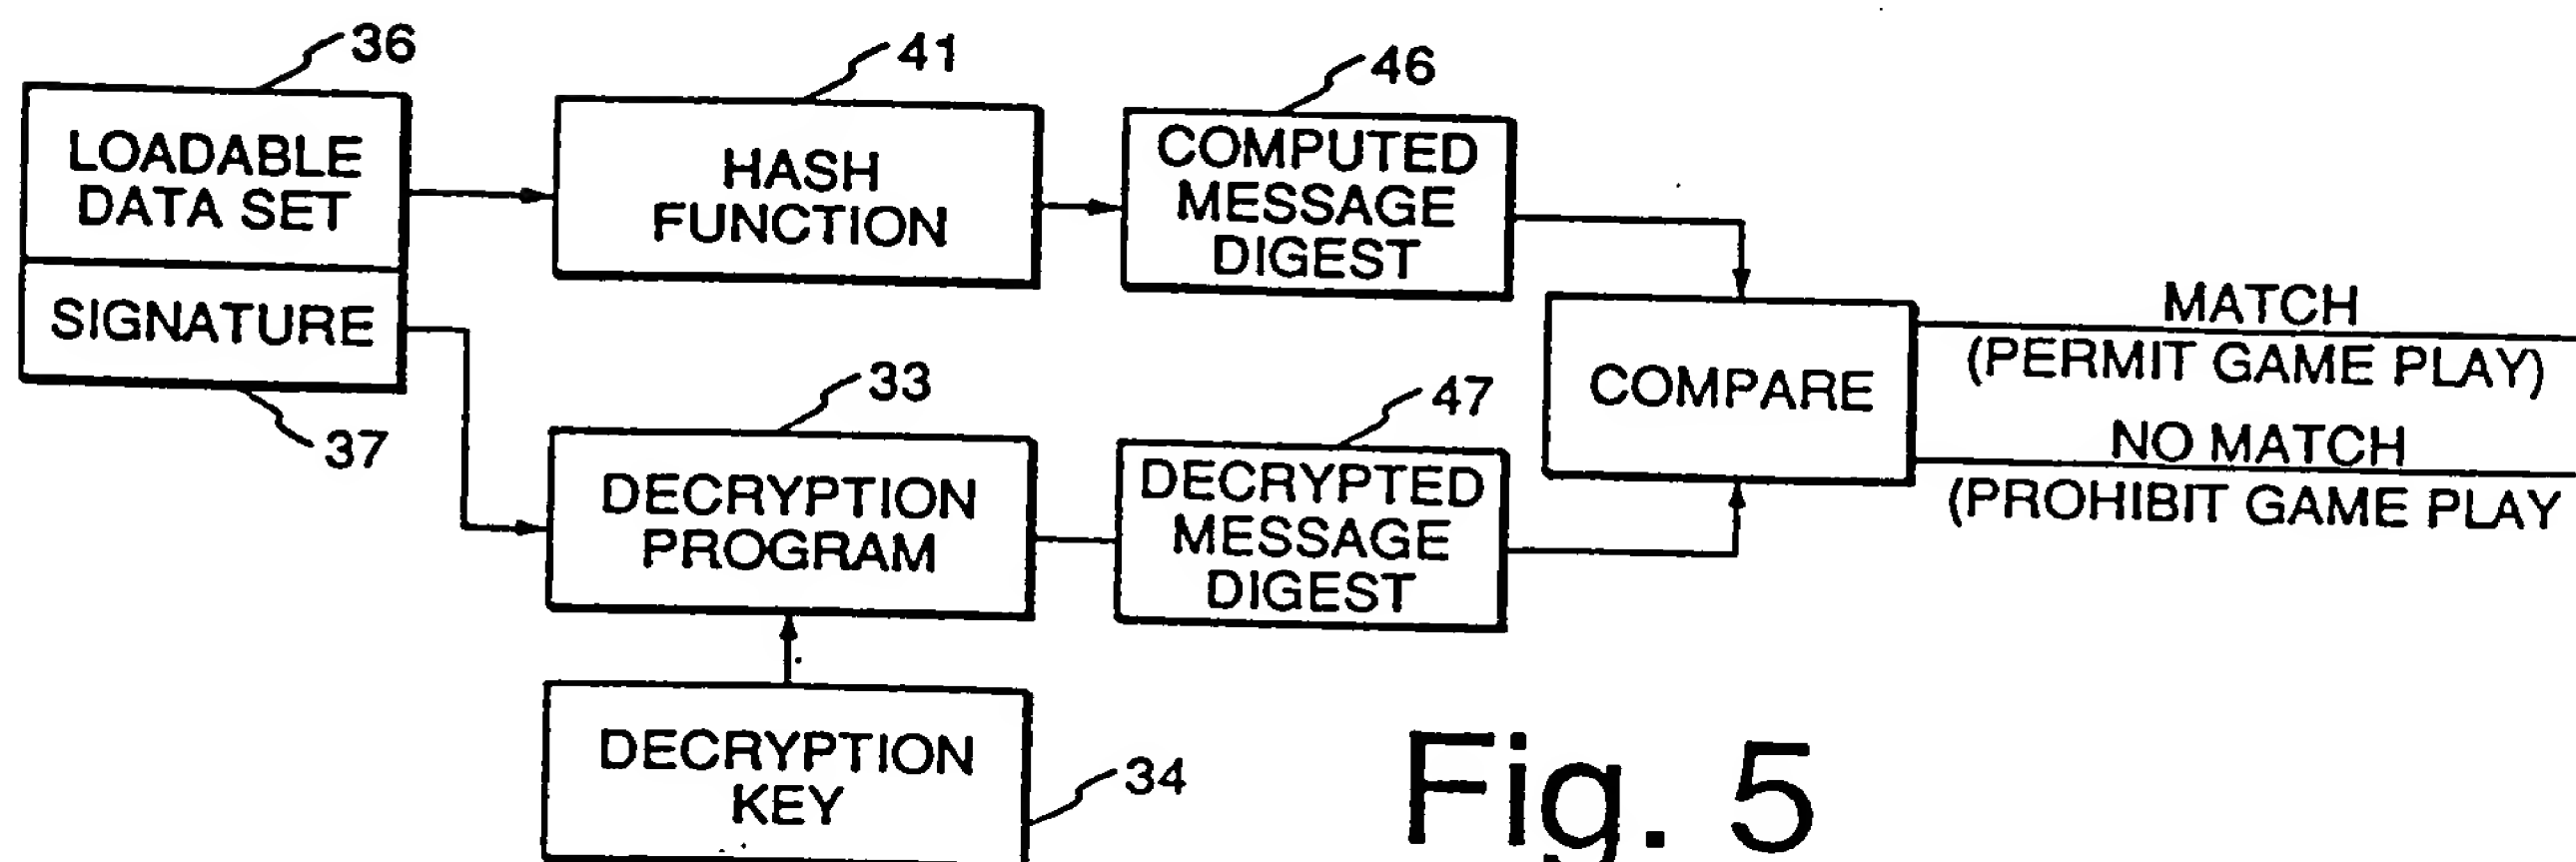 36
41
46
LOADABLE
DATA SET
HASH
FUNCTION
COMPUTED
MESSAGE
DIGEST
SIGNATURE
37
33
47
COMPARE
MATCH
(PERMIT GAME PLAY)
NO MATCH
(PROHIBIT GAME PLAY
DECRYPTION
PROGRAM
DECRYPTED
MESSAGE
DIGEST
DECRYPTION
KEY
34
Fig. 5